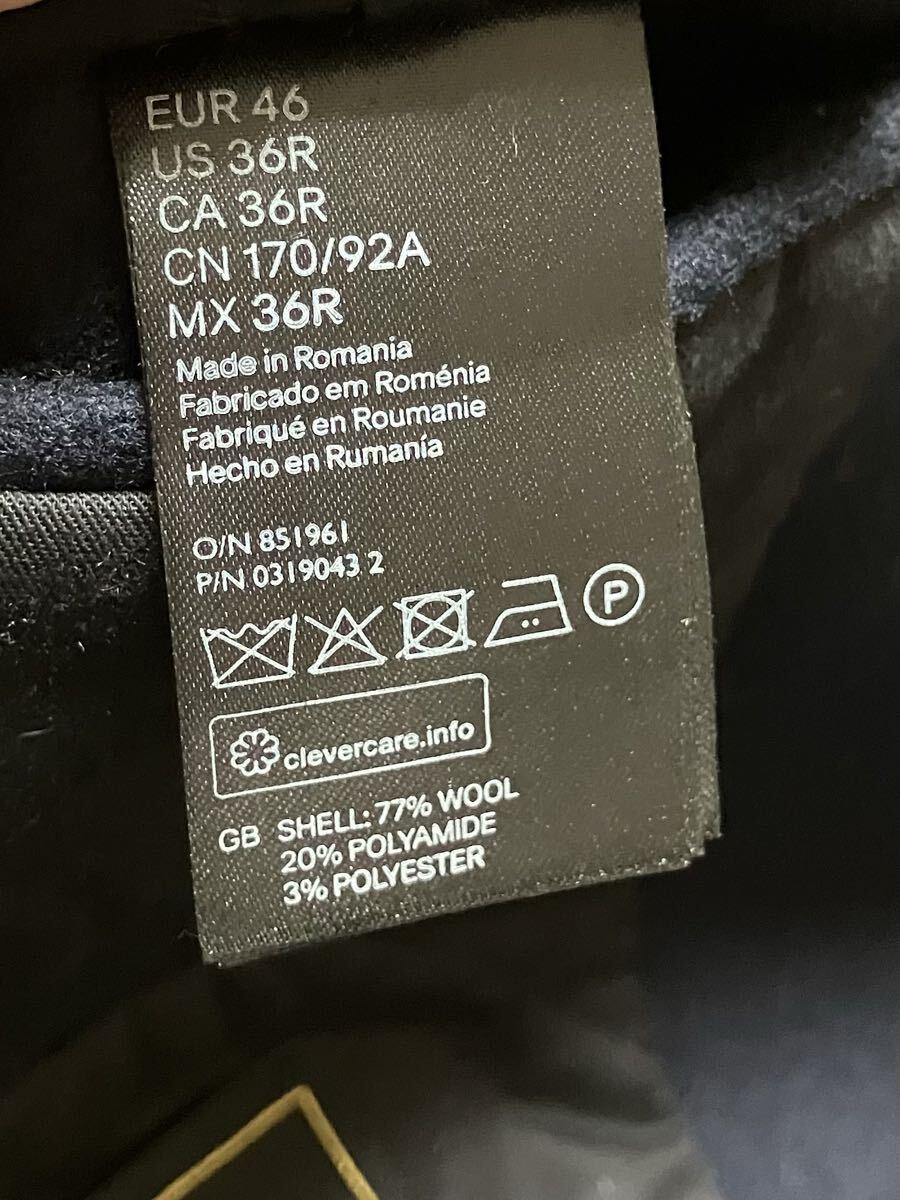 EUR 46
US 36R
CA 36R
CN 170/92A
MX 36R
Made in Romania
Fabricado em Roménia
Fabriqué en Roumanie
Hecho en Rumanía
O/N 851961
P/N 0319043 2
P
clevercare.info
GB SHELL: 77% WOOL
20% POLYAMIDE
3% POLYESTER